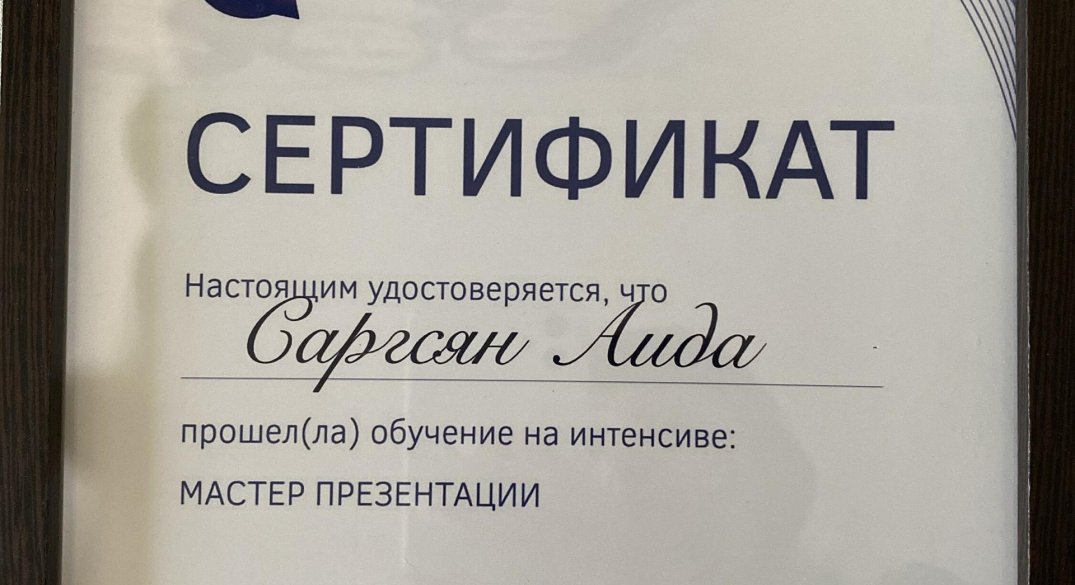 СЕРТИФИКАТ
Настоящим удостоверяется, что
Саргсян Аида
прошел(ла) обучение на интенсиве:
МАСТЕР ПРЕЗЕНТАЦИИ